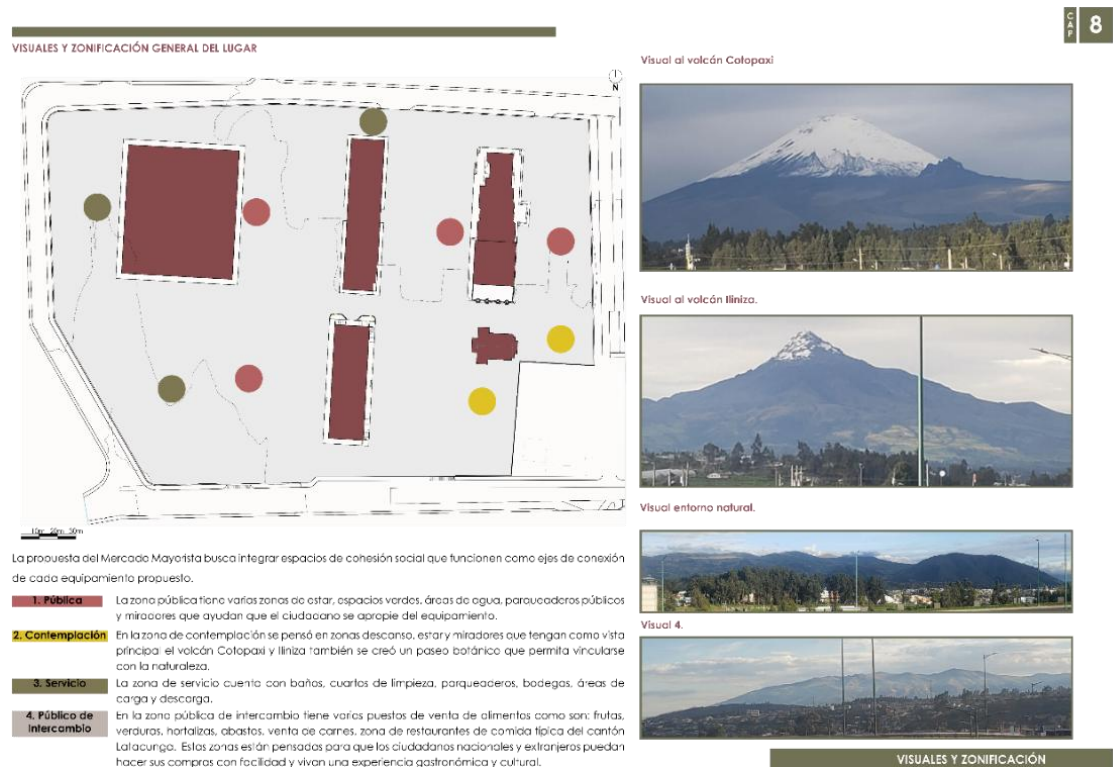 CAP 8
VISUALES Y ZONIFICACIÓN GENERAL DEL LUGAR
N
10m 20m 50m
La propuesta del Mercado Mayorista busca integrar espacios de cohesión social que funcionen como ejes de conexión
de cada equipamiento propuesto.
1. Pública
La zona pública tiene varias zonas de estar, espacios verdes, áreas de agua, parqueaderos públicos
y miradores que ayudan que el ciudadano se apropie del equipamiento.
2. Contemplación
En la zona de contemplación se pensó en zonas descanso, estar y miradores que tengan como vista
principal el volcán Cotopaxi y Iliniza también se creó un paseo botánico que permita vincularse
con la naturaleza.
3. Servicio
La zona de servicio cuenta con baños, cuartos de limpieza, parqueaderos, bodegas, áreas de
carga y descarga.
4. Público de
Intercambio
En la zona pública de intercambio tiene varios puestos de venta de alimentos como son: frutas,
verduras, hortalizas, abastos, venta de carnes, zona de restaurantes de comida típica del cantón
Latacunga. Estas zonas están pensadas para que los ciudadanos nacionales y extranjeros puedan
hacer sus compras con facilidad y vivan una experiencia gastronómica y cultural.
Visual al volcán Cotopaxi
Visual al volcán Iliniza.
Visual entorno natural.
Visual 4.
VISUALES Y ZONIFICACIÓN